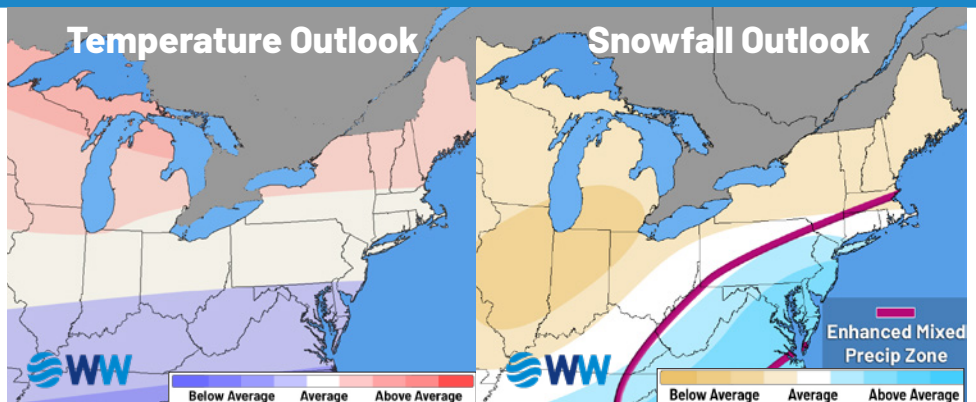 Temperature Outlook
WW
Below Average Average Above Average
Snowfall Outlook
Enhanced Mixed
Precip Zone
WW
Below Average Average Above Average